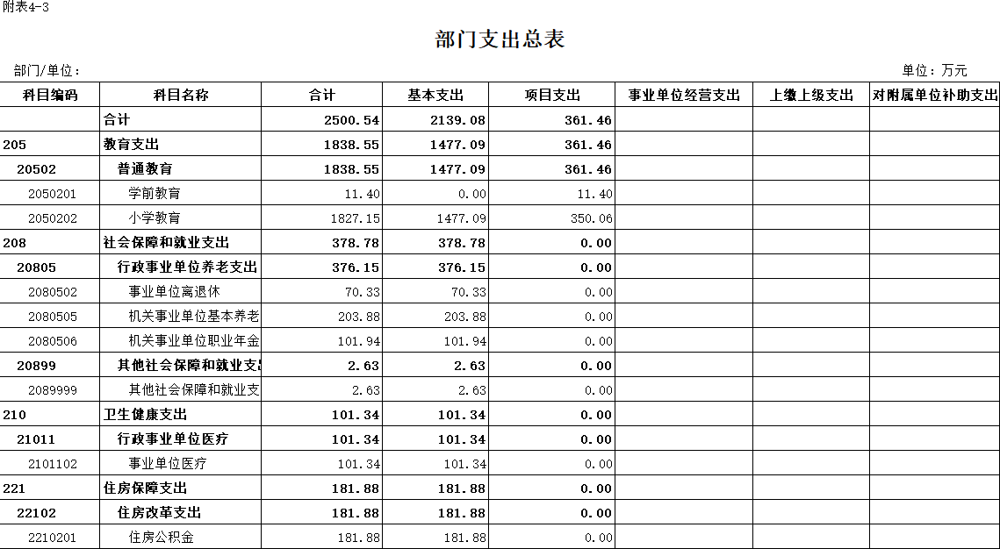 附表4-3
部门支出总表
部门/单位: 单位: 万元
科目编码 科目名称 合计 基本支出 项目支出 事业单位经营支出 上缴上级支出 对附属单位补助支出
合计 2500.54 2139.08 361.46
205 教育支出 1838.55 1477.09 361.46
20502 普通教育 1838.55 1477.09 361.46
2050201 学前教育 11.40 0.00 11.40
2050202 小学教育 1827.15 1477.09 350.06
208 社会保障和就业支出 378.78 378.78 0.00
20805 行政事业单位养老支出 376.15 376.15 0.00
2080502 事业单位离退休 70.33 70.33 0.00
2080505 机关事业单位基本养老 203.88 203.88 0.00
2080506 机关事业单位职业年金 101.94 101.94 0.00
20899 其他社会保障和就业支出 2.63 2.63 0.00
2089999 其他社会保障和就业支 2.63 2.63 0.00
210 卫生健康支出 101.34 101.34 0.00
21011 行政事业单位医疗 101.34 101.34 0.00
2101102 事业单位医疗 101.34 101.34 0.00
221 住房保障支出 181.88 181.88 0.00
22102 住房改革支出 181.88 181.88 0.00
2210201 住房公积金 181.88 181.88 0.00